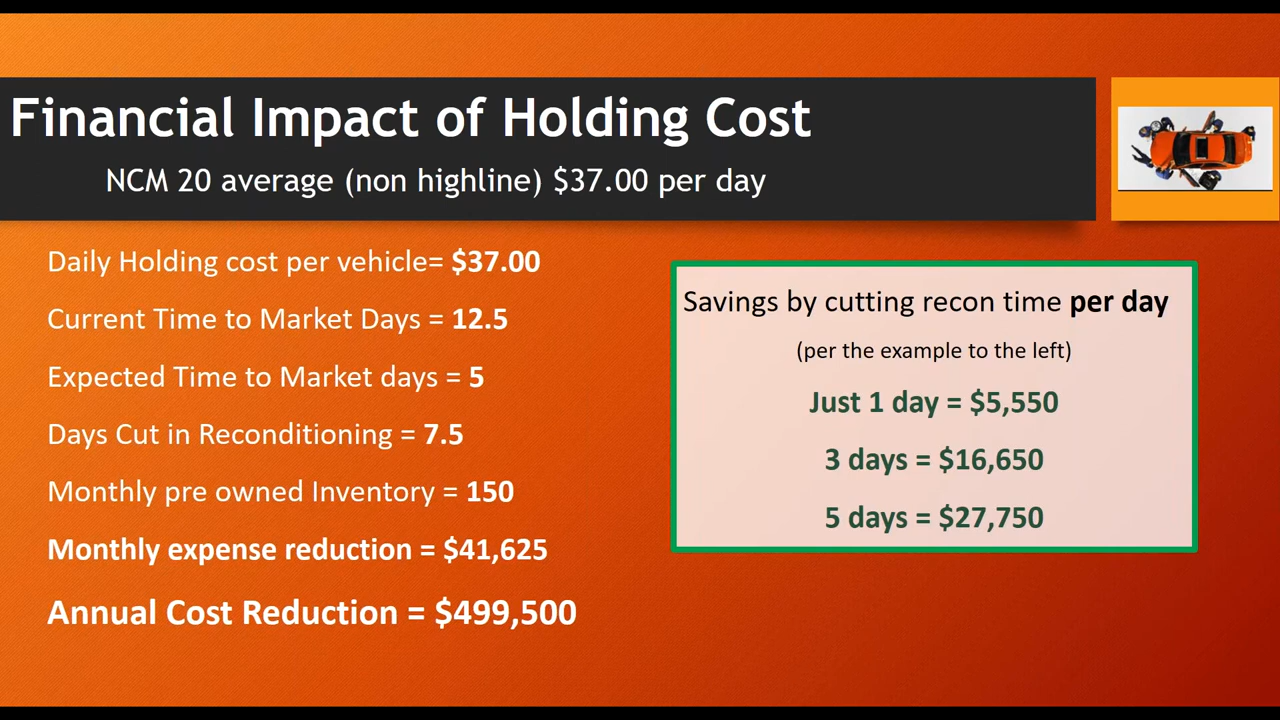 Financial Impact of Holding Cost
NCM 20 average (non highline) $37.00 per day
Daily Holding cost per vehicle= $37.00
Current Time to Market Days = 12.5
Expected Time to Market days = 5
Days Cut in Reconditioning = 7.5
Monthly pre owned Inventory = 150
Monthly expense reduction = $41,625
Annual Cost Reduction = $499,500
Savings by cutting recon time per day
(per the example to the left)
Just 1 day = $5,550
3 days = $16,650
5 days = $27,750